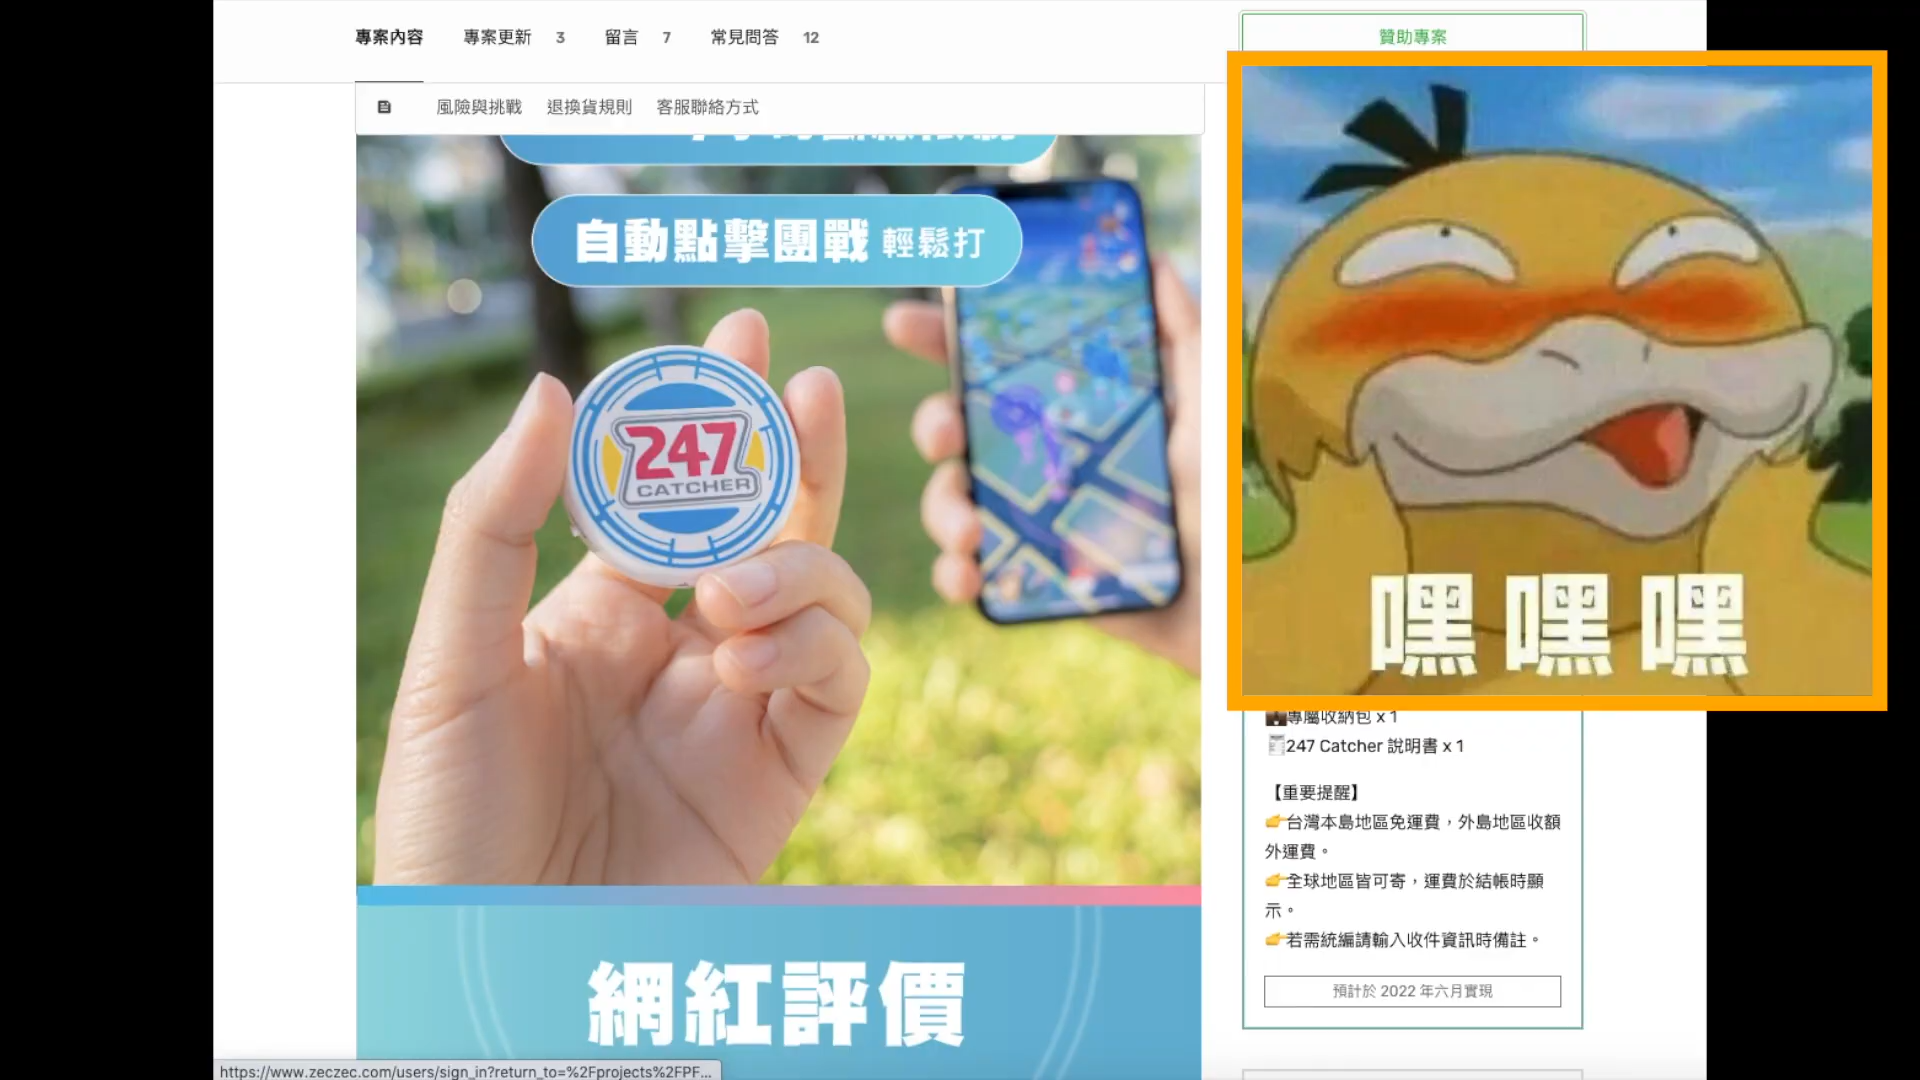 專案內容 專案更新 3 留言 7 常見問答 12
贊助專案
風險與挑戰 退換貨規則 客服聯絡方式
自動點擊團戰 輕鬆打
247
CATCHER
嘿嘿嘿
專屬收納包 x 1
247 Catcher 說明書 x 1
【重要提醒】
👉台灣本島地區免運費，外島地區收額
外運費。
👉全球地區皆可寄，運費於結帳時顯
示。
👉若需統編請輸入收件資訊時備註。
預計於 2022 年六月實現
網紅評價
https://www.zeczec.com/users/sign_in?return_to=%2Fprojects%2FPF...